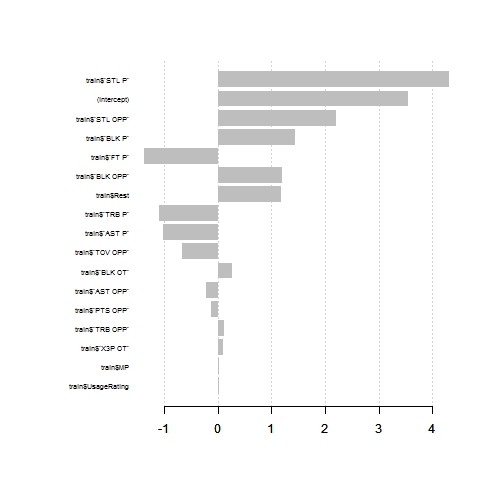 train$`STL P`
(Intercept)
train$`STL OPP`
train$`BLK P`
train$`FT P`
train$`BLK OPP`
train$Rest
train$`TRB P`
train$`AST P`
train$`TOV OPP`
train$`BLK OT`
train$`AST OPP`
train$`PTS OPP`
train$`TRB OPP`
train$`X3P OT`
train$MP
train$UsageRating
-1 0 1 2 3 4